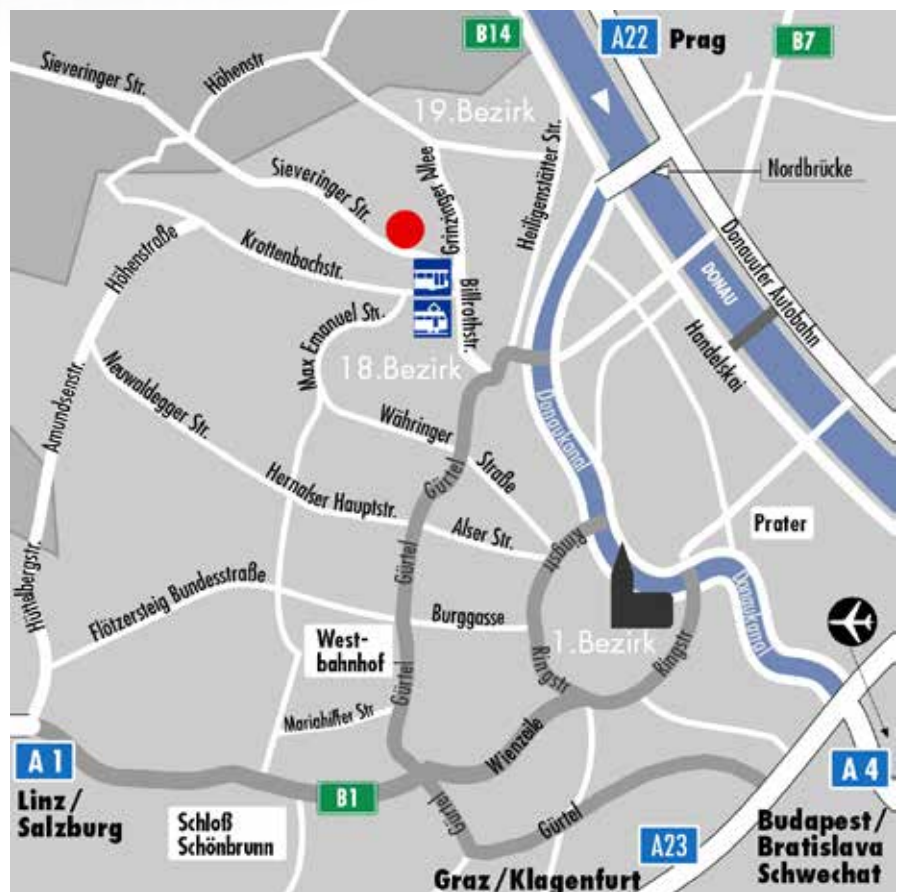 B14
A22 Prag
B7
Sieveringer Str.
Höhenstr
19.Bezirk
Sieveringer Str.
Grinzinger Allee
Heiligenstätter Str.
Nordbrücke
Höhenstraße
Krottenbachstr.
Billrothstr.
DONAU
Donauufer Autobahn
Handelskai
Max Emanuel Str.
18.Bezirk
Amundsenstr.
Neuwaldegger Str.
Währinger
Straße
Donaukanal
Gürtel
Hernalser Hauptstr.
Alser Str.
Ringstr
Prater
Hüttelbergstr.
Flötzersteig Bundesstraße
Gürtel
Burggasse
1.Bezirk
Donaukanal
West-
bahnhof
Gürtel
Ringstr
Ringstr
Mariahilfer Str
Wienzeile
A 1
Linz/
Salzburg
B1
Schloß
Schönbrunn
Gürtel
Gürtel
A 4
Budapest/
Bratislava
Schwechat
A23
Graz/Klagenfurt